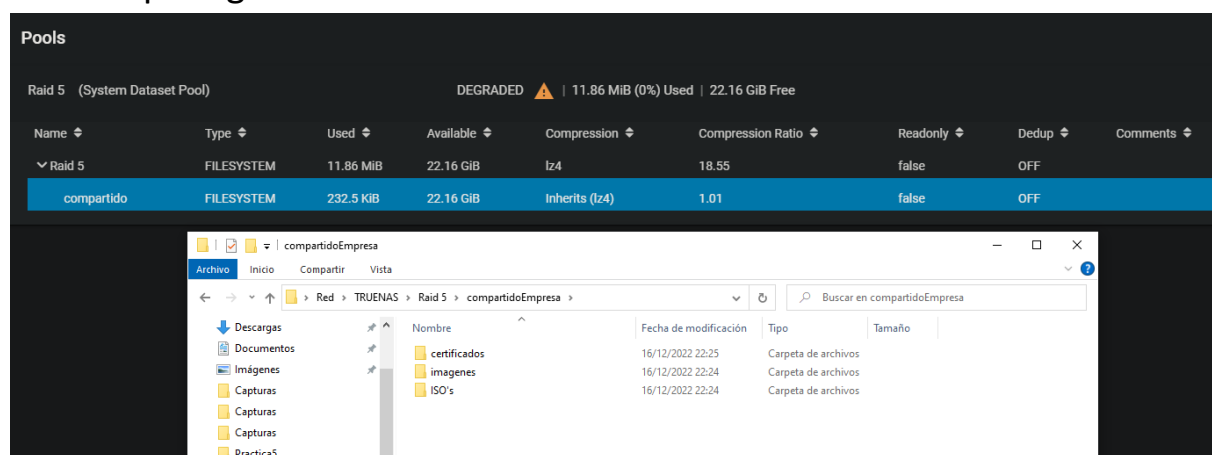 Pools
Raid 5 (System Dataset Pool) DEGRADED | 11.86 MiB (0%) Used | 22.16 GiB Free
Name Type Used Available Compression Compression Ratio Readonly Dedup Comments
Raid 5 FILESYSTEM 11.86 MiB 22.16 GiB lz4 18.55 false OFF
compartido FILESYSTEM 232.5 KiB 22.16 GiB Inherits (lz4) 1.01 false OFF
compartidoEmpresa
Archivo Inicio Compartir Vista
Red > TRUENAS > Raid 5 > compartidoEmpresa > Buscar en compartidoEmpresa
Descargas
Documentos
Imágenes
Capturas
Capturas
Capturas
Practica5
Nombre Fecha de modificación Tipo Tamaño
certificados 16/12/2022 22:25 Carpeta de archivos
imagenes 16/12/2022 22:24 Carpeta de archivos
ISO's 16/12/2022 22:24 Carpeta de archivos